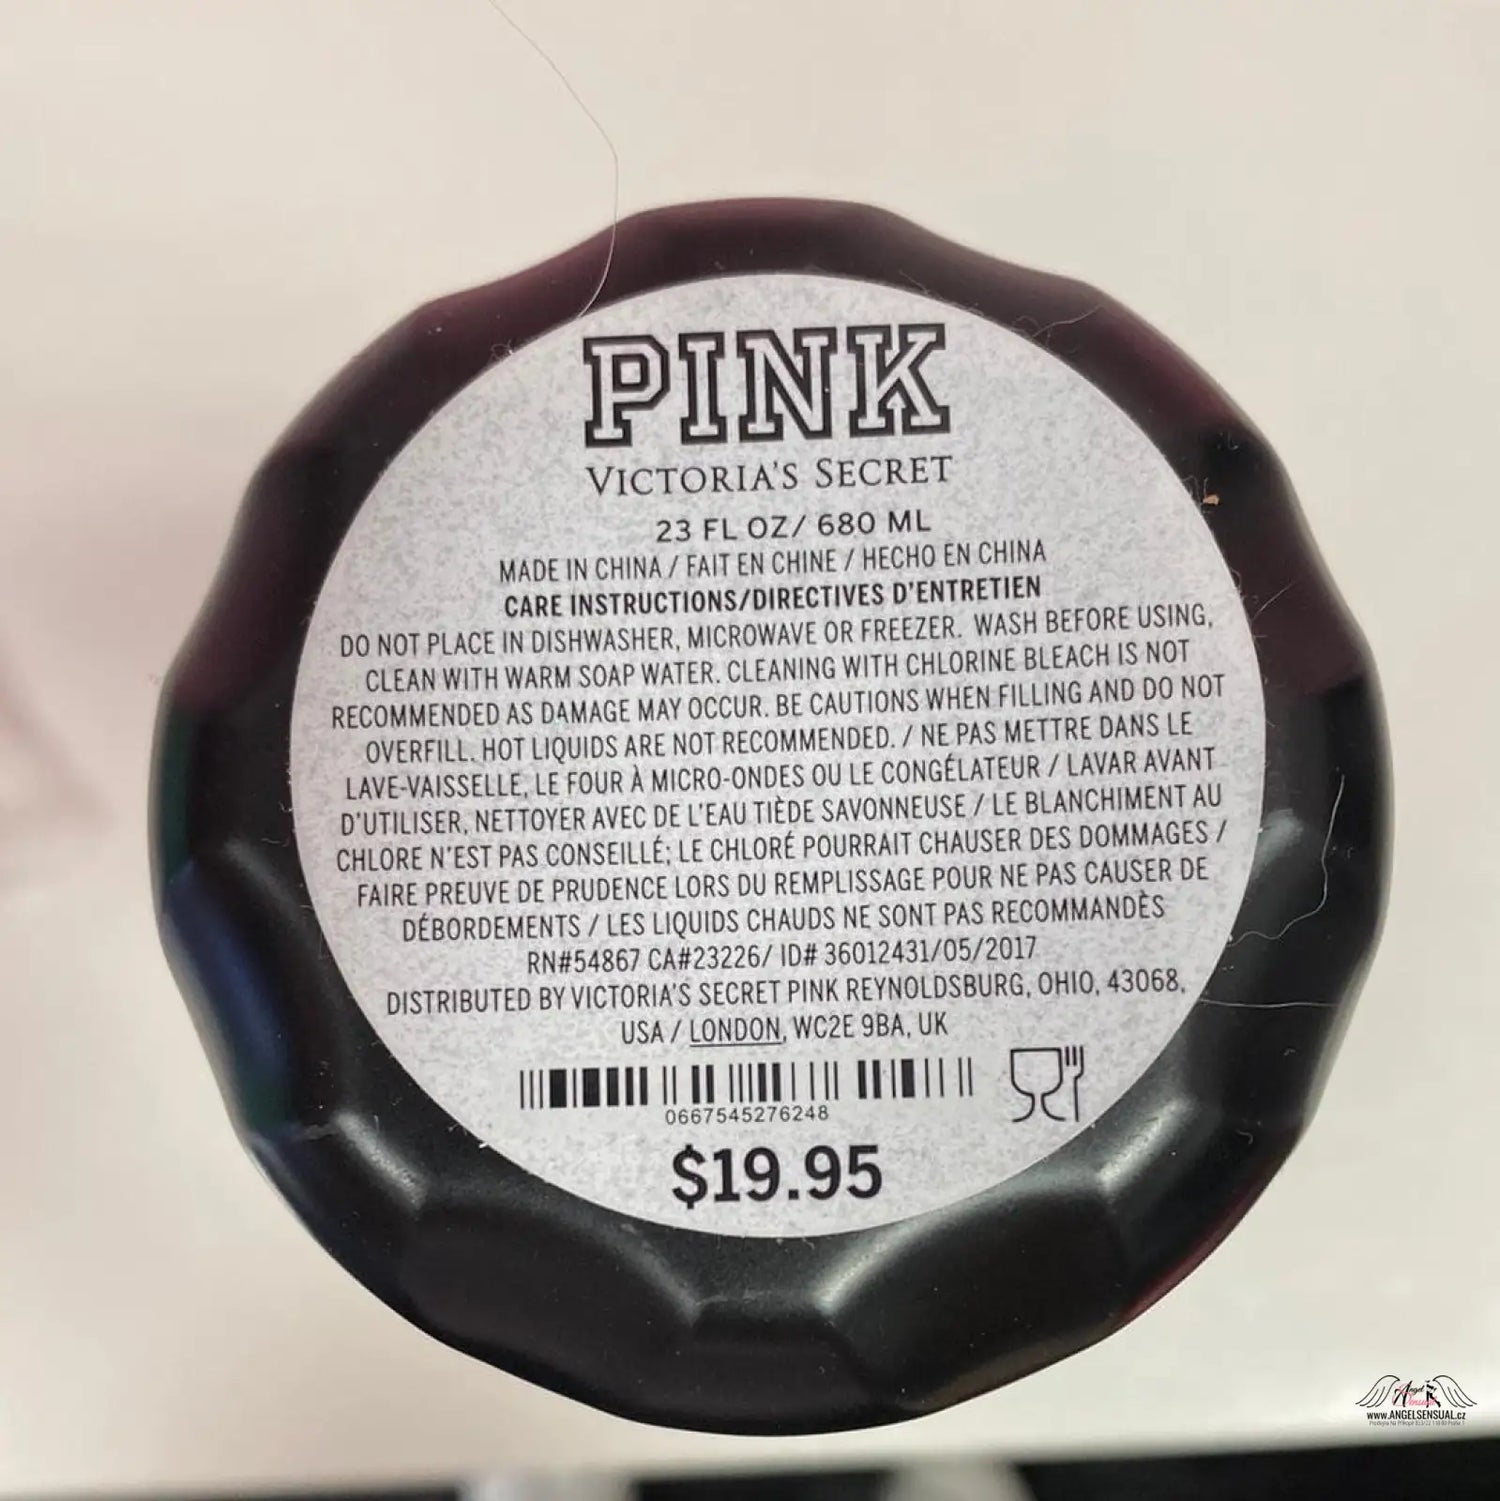 PINK
VICTORIA'S SECRET
23 FL OZ/ 680 ML
MADE IN CHINA / FAIT EN CHINE / HECHO EN CHINA
CARE INSTRUCTIONS/DIRECTIVES D'ENTRETIEN
DO NOT PLACE IN DISHWASHER, MICROWAVE OR FREEZER. WASH BEFORE USING,
CLEAN WITH WARM SOAP WATER. CLEANING WITH CHLORINE BLEACH IS NOT
RECOMMENDED AS DAMAGE MAY OCCUR. BE CAUTIONS WHEN FILLING AND DO NOT
OVERFILL. HOT LIQUIDS ARE NOT RECOMMENDED. / NE PAS METTRE DANS LE
LAVE-VAISSELLE, LE FOUR À MICRO-ONDES OU LE CONGÉLATEUR / LAVAR AVANT
D'UTILISER, NETTOYER AVEC DE L'EAU TIÈDE SAVONNEUSE / LE BLANCHIMENT AU
CHLORE N'EST PAS CONSEILLÉ; LE CHLORÉ POURRAIT CHAUSER DES DOMMAGES /
FAIRE PREUVE DE PRUDENCE LORS DU REMPLISSAGE POUR NE PAS CAUSER DE
DÉBORDEMENTS / LES LIQUIDS CHAUDS NE SONT PAS RECOMMANDÈS
RN#54867 CA#23226/ ID# 36012431/05/2017
DISTRIBUTED BY VICTORIA'S SECRET PINK REYNOLDSBURG, OHIO, 43068,
USA / LONDON, WC2E 9BA, UK
0667545276248
$19.95
Angel
Sensual
www.ANGELSENSUAL.cz